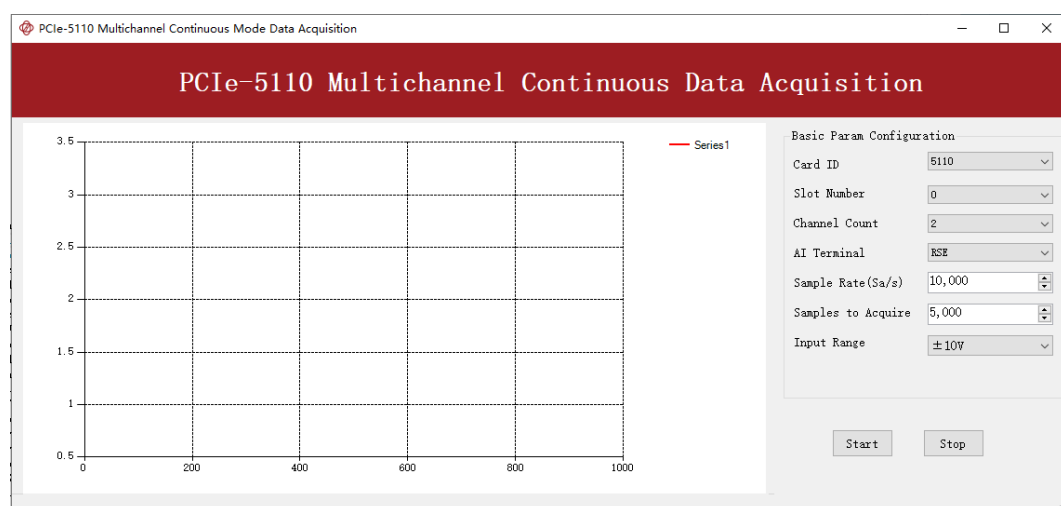 PCIe-5110 Multichannel Continuous Mode Data Acquisition
PCIe-5110 Multichannel Continuous Data Acquisition
3.5
3
2.5
2
1.5
1
0.5
0 200 400 600 800 1000
Series1
Basic Param Configuration
Card ID 5110
Slot Number 0
Channel Count 2
AI Terminal RSE
Sample Rate(Sa/s) 10,000
Samples to Acquire 5,000
Input Range ±10V
Start Stop